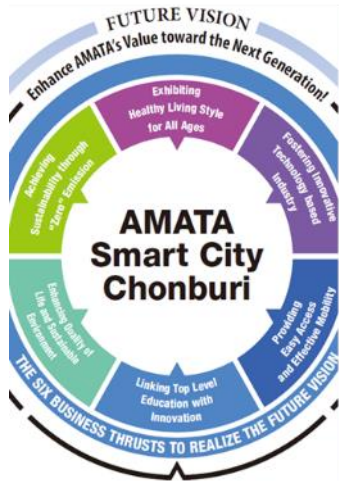 FUTURE VISION
Enhance AMATA's Value toward the Next Generation!
Exhibiting
Healthy Living Style
for All Ages
Fostering Innovative
Technology based
Industry
Providing
Easy Access
and Effective Mobility
Linking Top Level
Education with
Innovation
Enhancing Quality of
Life and Sustainable
Environment
Achieving
Sustainability through
"Zero" Emission
AMATA
Smart City
Chonburi
THE SIX BUSINESS THRUSTS TO REALIZE THE FUTURE VISION